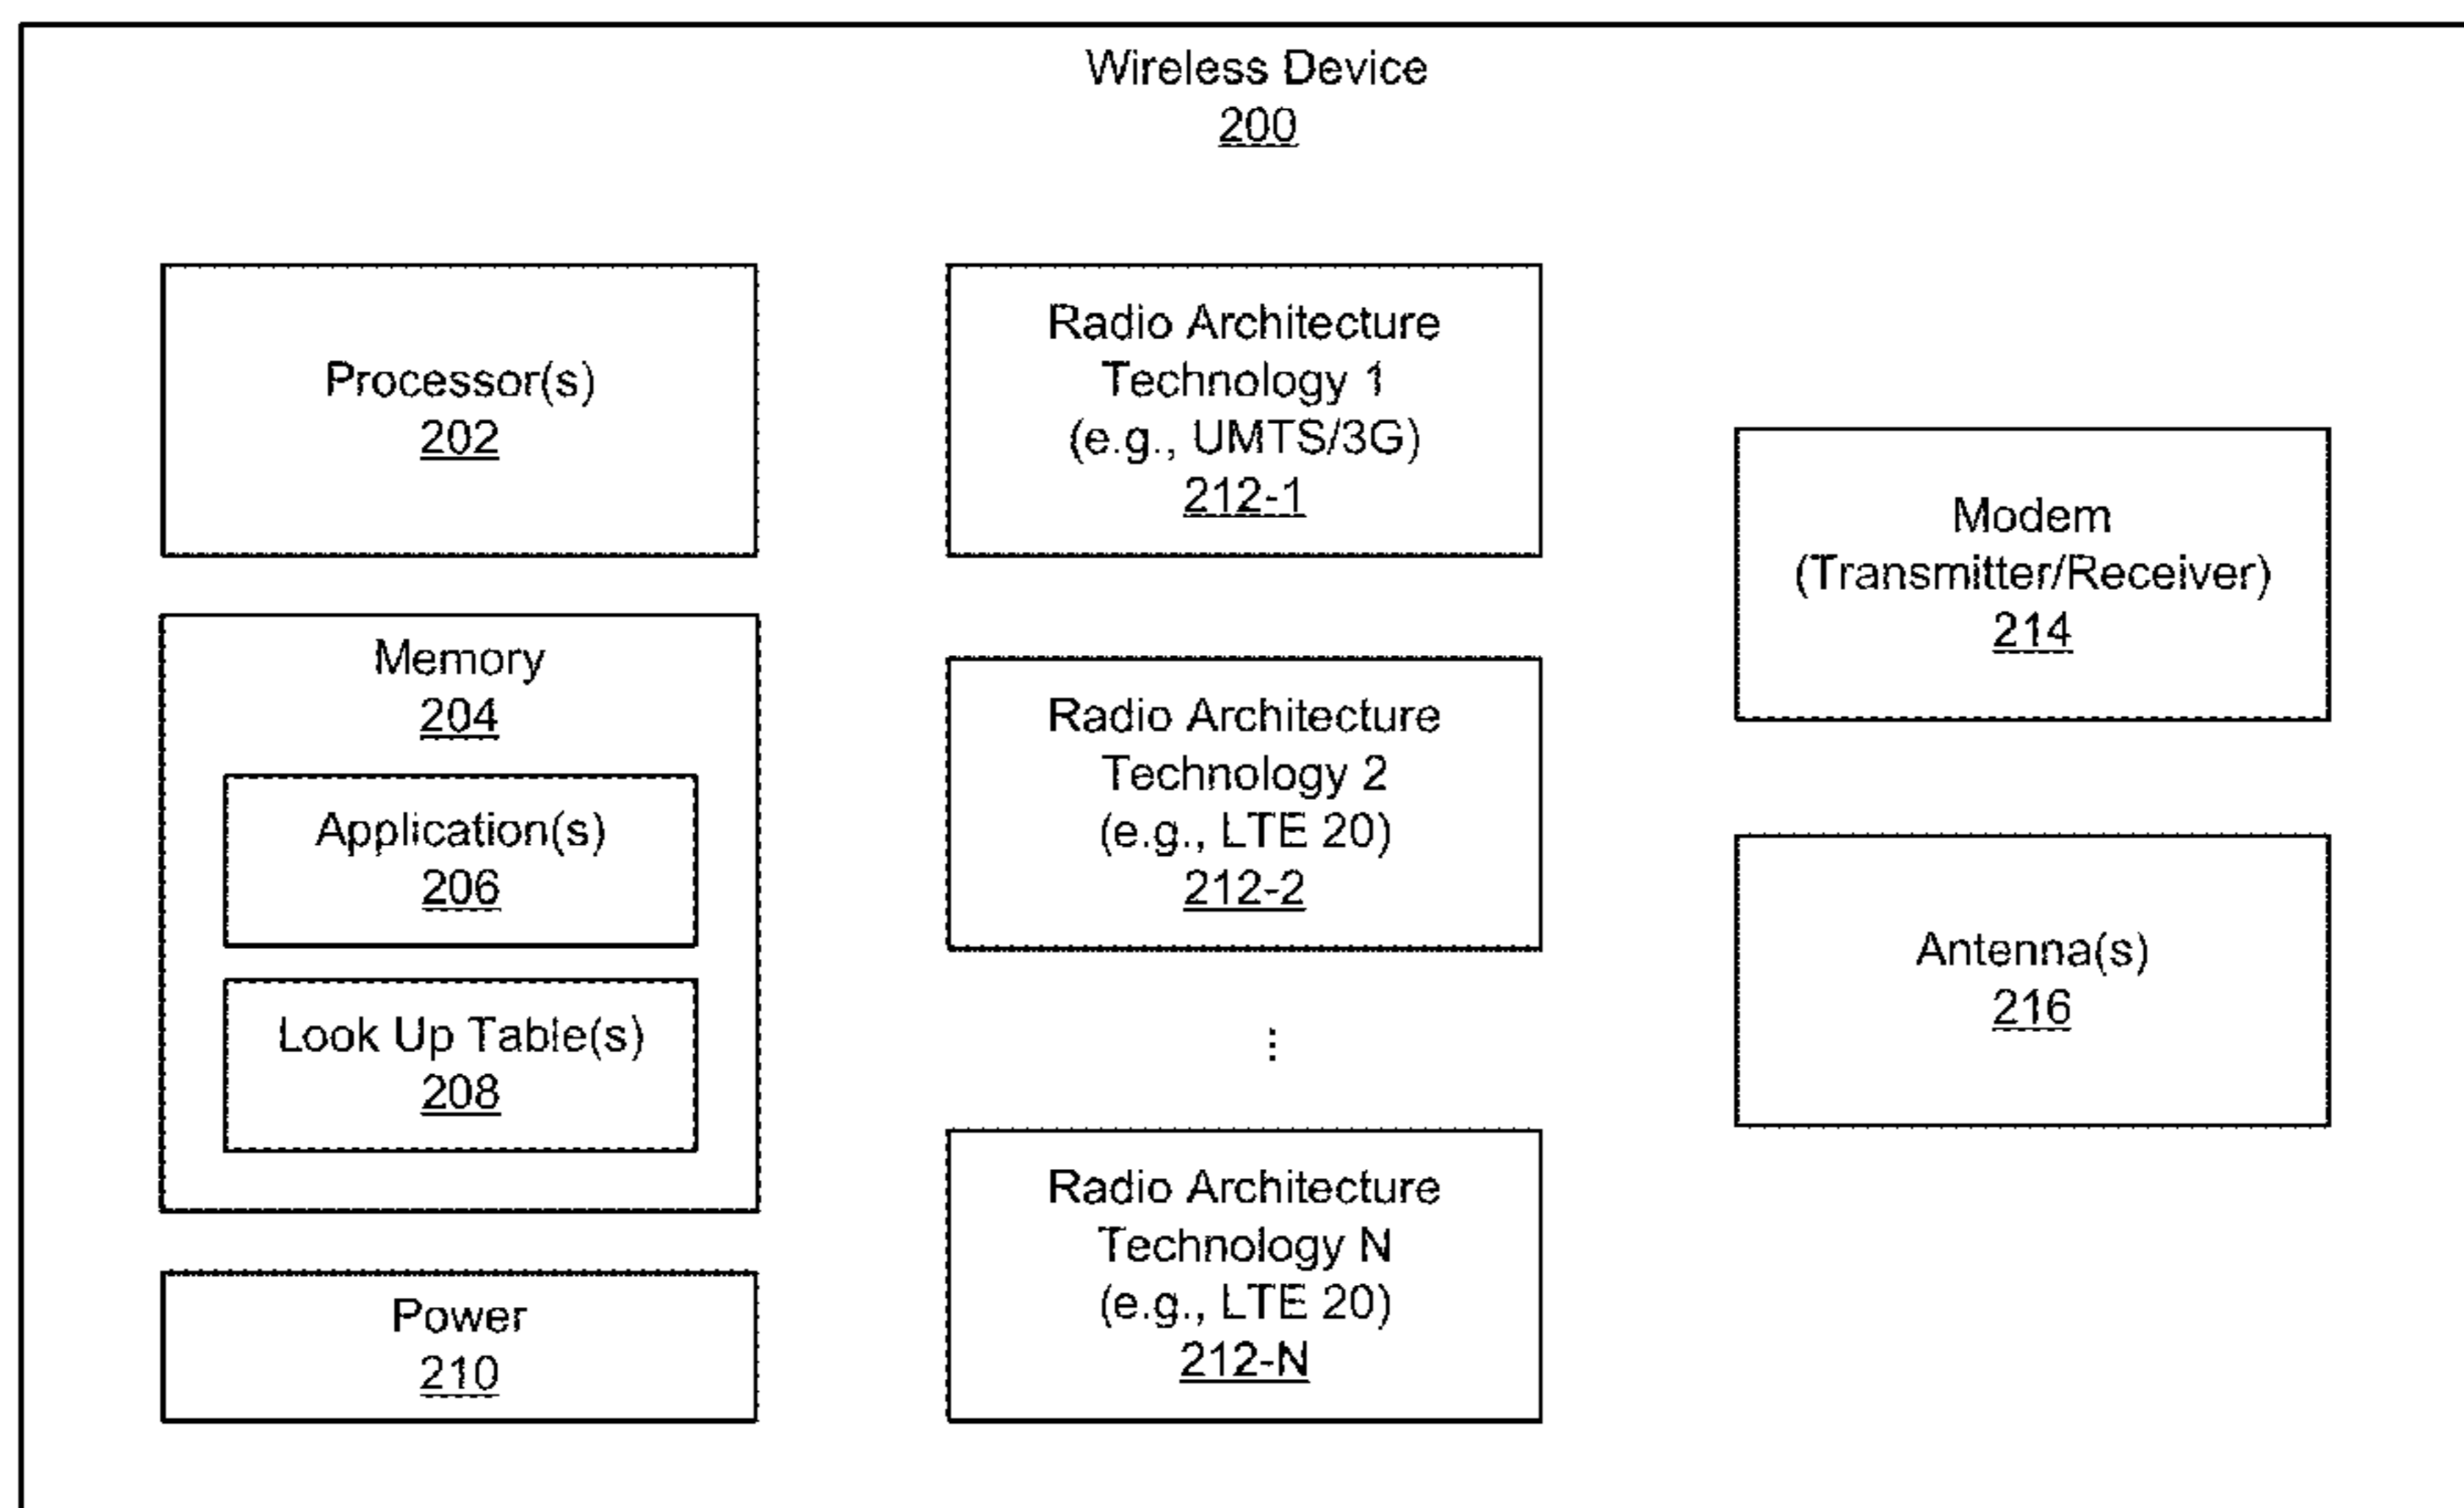 Wireless Device
200
Processor(s)
202
Memory
204
Application(s)
206
Look Up Table(s)
208
Power
210
Radio Architecture
Technology 1
(e.g., UMTS/3G)
212-1
Radio Architecture
Technology 2
(e.g., LTE 20)
212-2
⋮
Radio Architecture
Technology N
(e.g., LTE 20)
212-N
Modem
(Transmitter/Receiver)
214
Antenna(s)
216